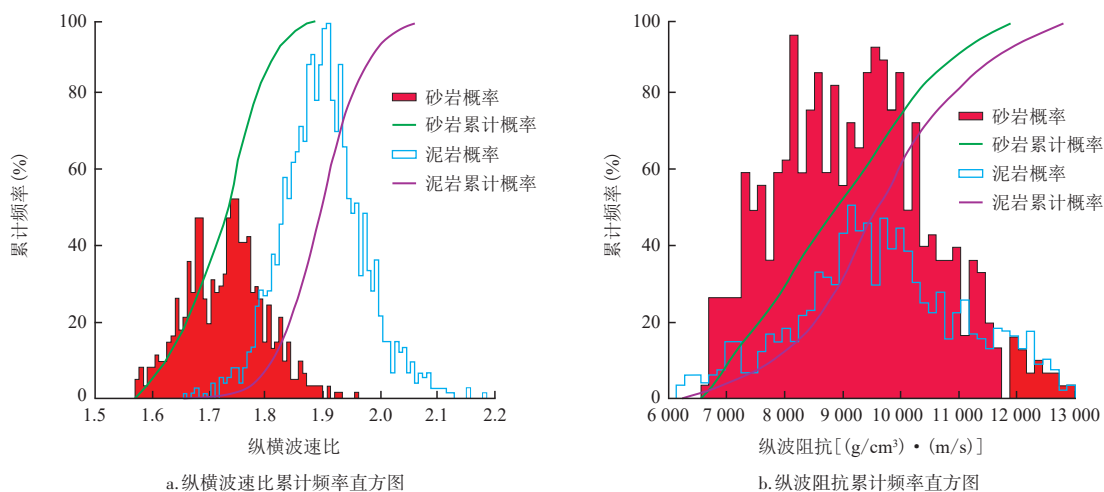 100
80
60
40
20
0
累计频率(%)
1.5
1.6
1.7
1.8
1.9
2.0
2.1
2.2
纵横波速比
砂岩概率
砂岩累计概率
泥岩概率
泥岩累计概率
a.纵横波速比累计频率直方图
100
80
60
40
20
0
累计频率(%)
6 000
7 000
8 000
9 000
10 000
11 000
12 000
13 000
纵波阻抗[(g/cm³)·(m/s)]
砂岩概率
砂岩累计概率
泥岩概率
泥岩累计概率
b.纵波阻抗累计频率直方图